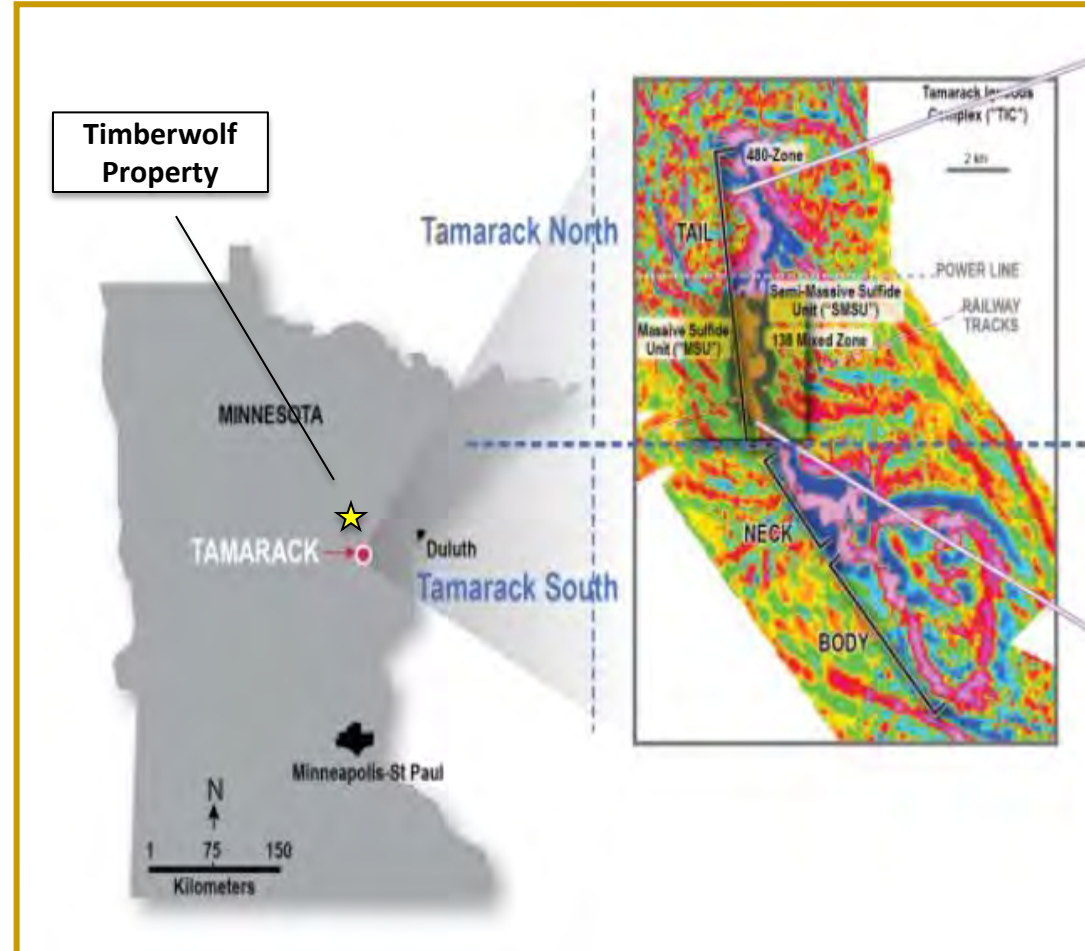 Timberwolf
Property
MINNESOTA
TAMARACK
Duluth
Minneapolis-St Paul
N
1 75 150
Kilometers
Tamarack North
Tamarack South
Tamarack Igneous
Complex ("TIC")
2 km
480-Zone
TAIL
POWER LINE
RAILWAY
TRACKS
Semi-Massive Sulfide
Unit ("SMSU")
Massive Sulfide
Unit ("MSU")
138 Mixed Zone
NECK
BODY